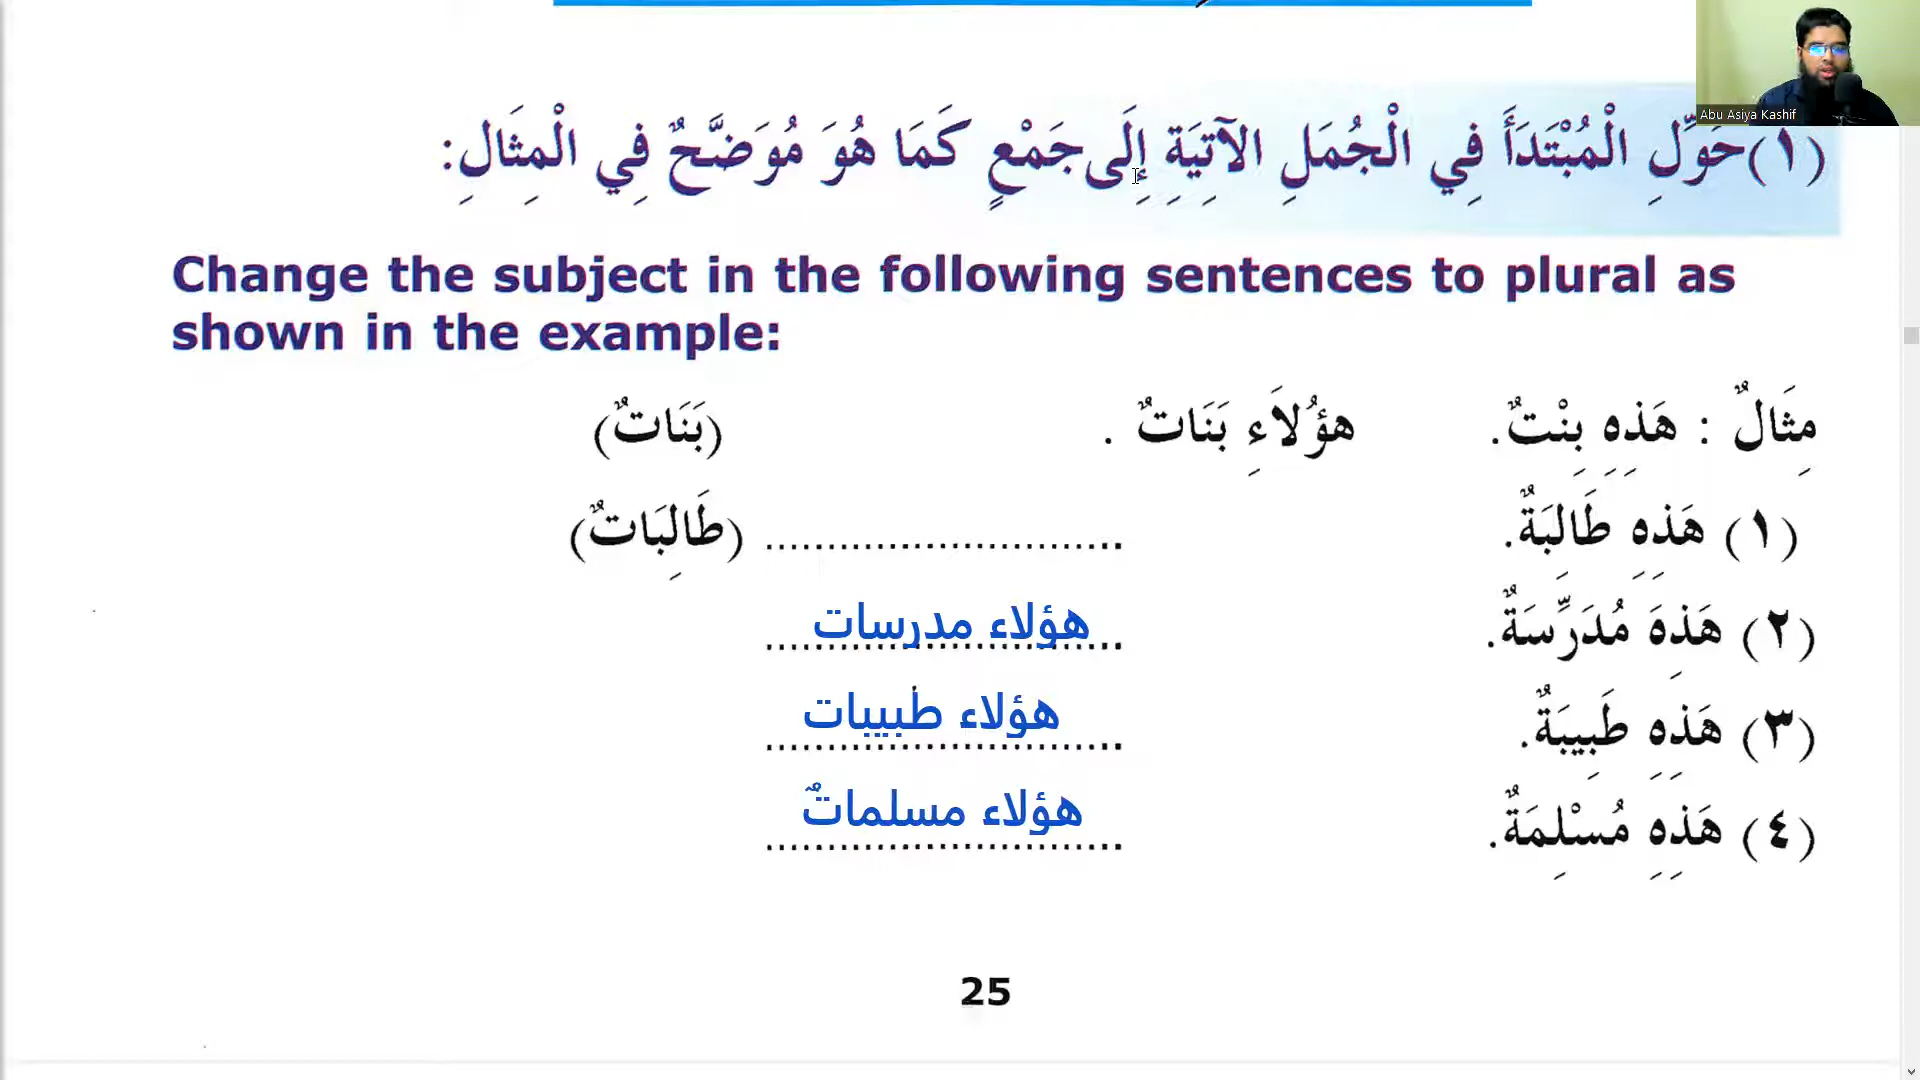 Abu Asiya Kashif
(١) حَوِّلِ الْمُبْتَدَأَ فِي الْجُمَلِ الآتِيَةِ إِلَى جَمْعٍ كَمَا هُوَ مُوَضَّحٌ فِي الْمِثَالِ:
Change the subject in the following sentences to plural as
shown in the example:
مِثَالٌ : هَذِهِ بِنْتٌ. هؤُلاَءِ بَنَاتٌ . (بَنَاتٌ)
(١) هَذِهِ طَالِبَةٌ. ............................ (طَالِبَاتٌ)
(٢) هَذِهَ مُدَرِّسَةٌ. هؤلاء مدرسات
(٣) هَذِهِ طَبِيبَةٌ. هؤلاء طبيبات
(٤) هَذِهِ مُسْلِمَةٌ. هؤلاء مسلماتٌ
25